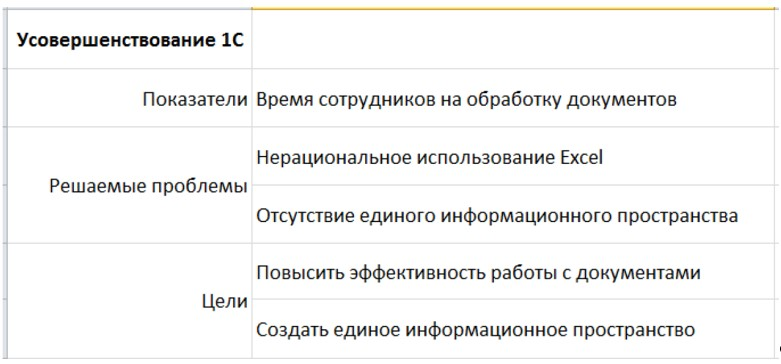 Усовершенствование 1С
Показатели Время сотрудников на обработку документов
Нерациональное использование Excel
Решаемые проблемы
Отсутствие единого информационного пространства
Повысить эффективность работы с документами
Цели
Создать единое информационное пространство